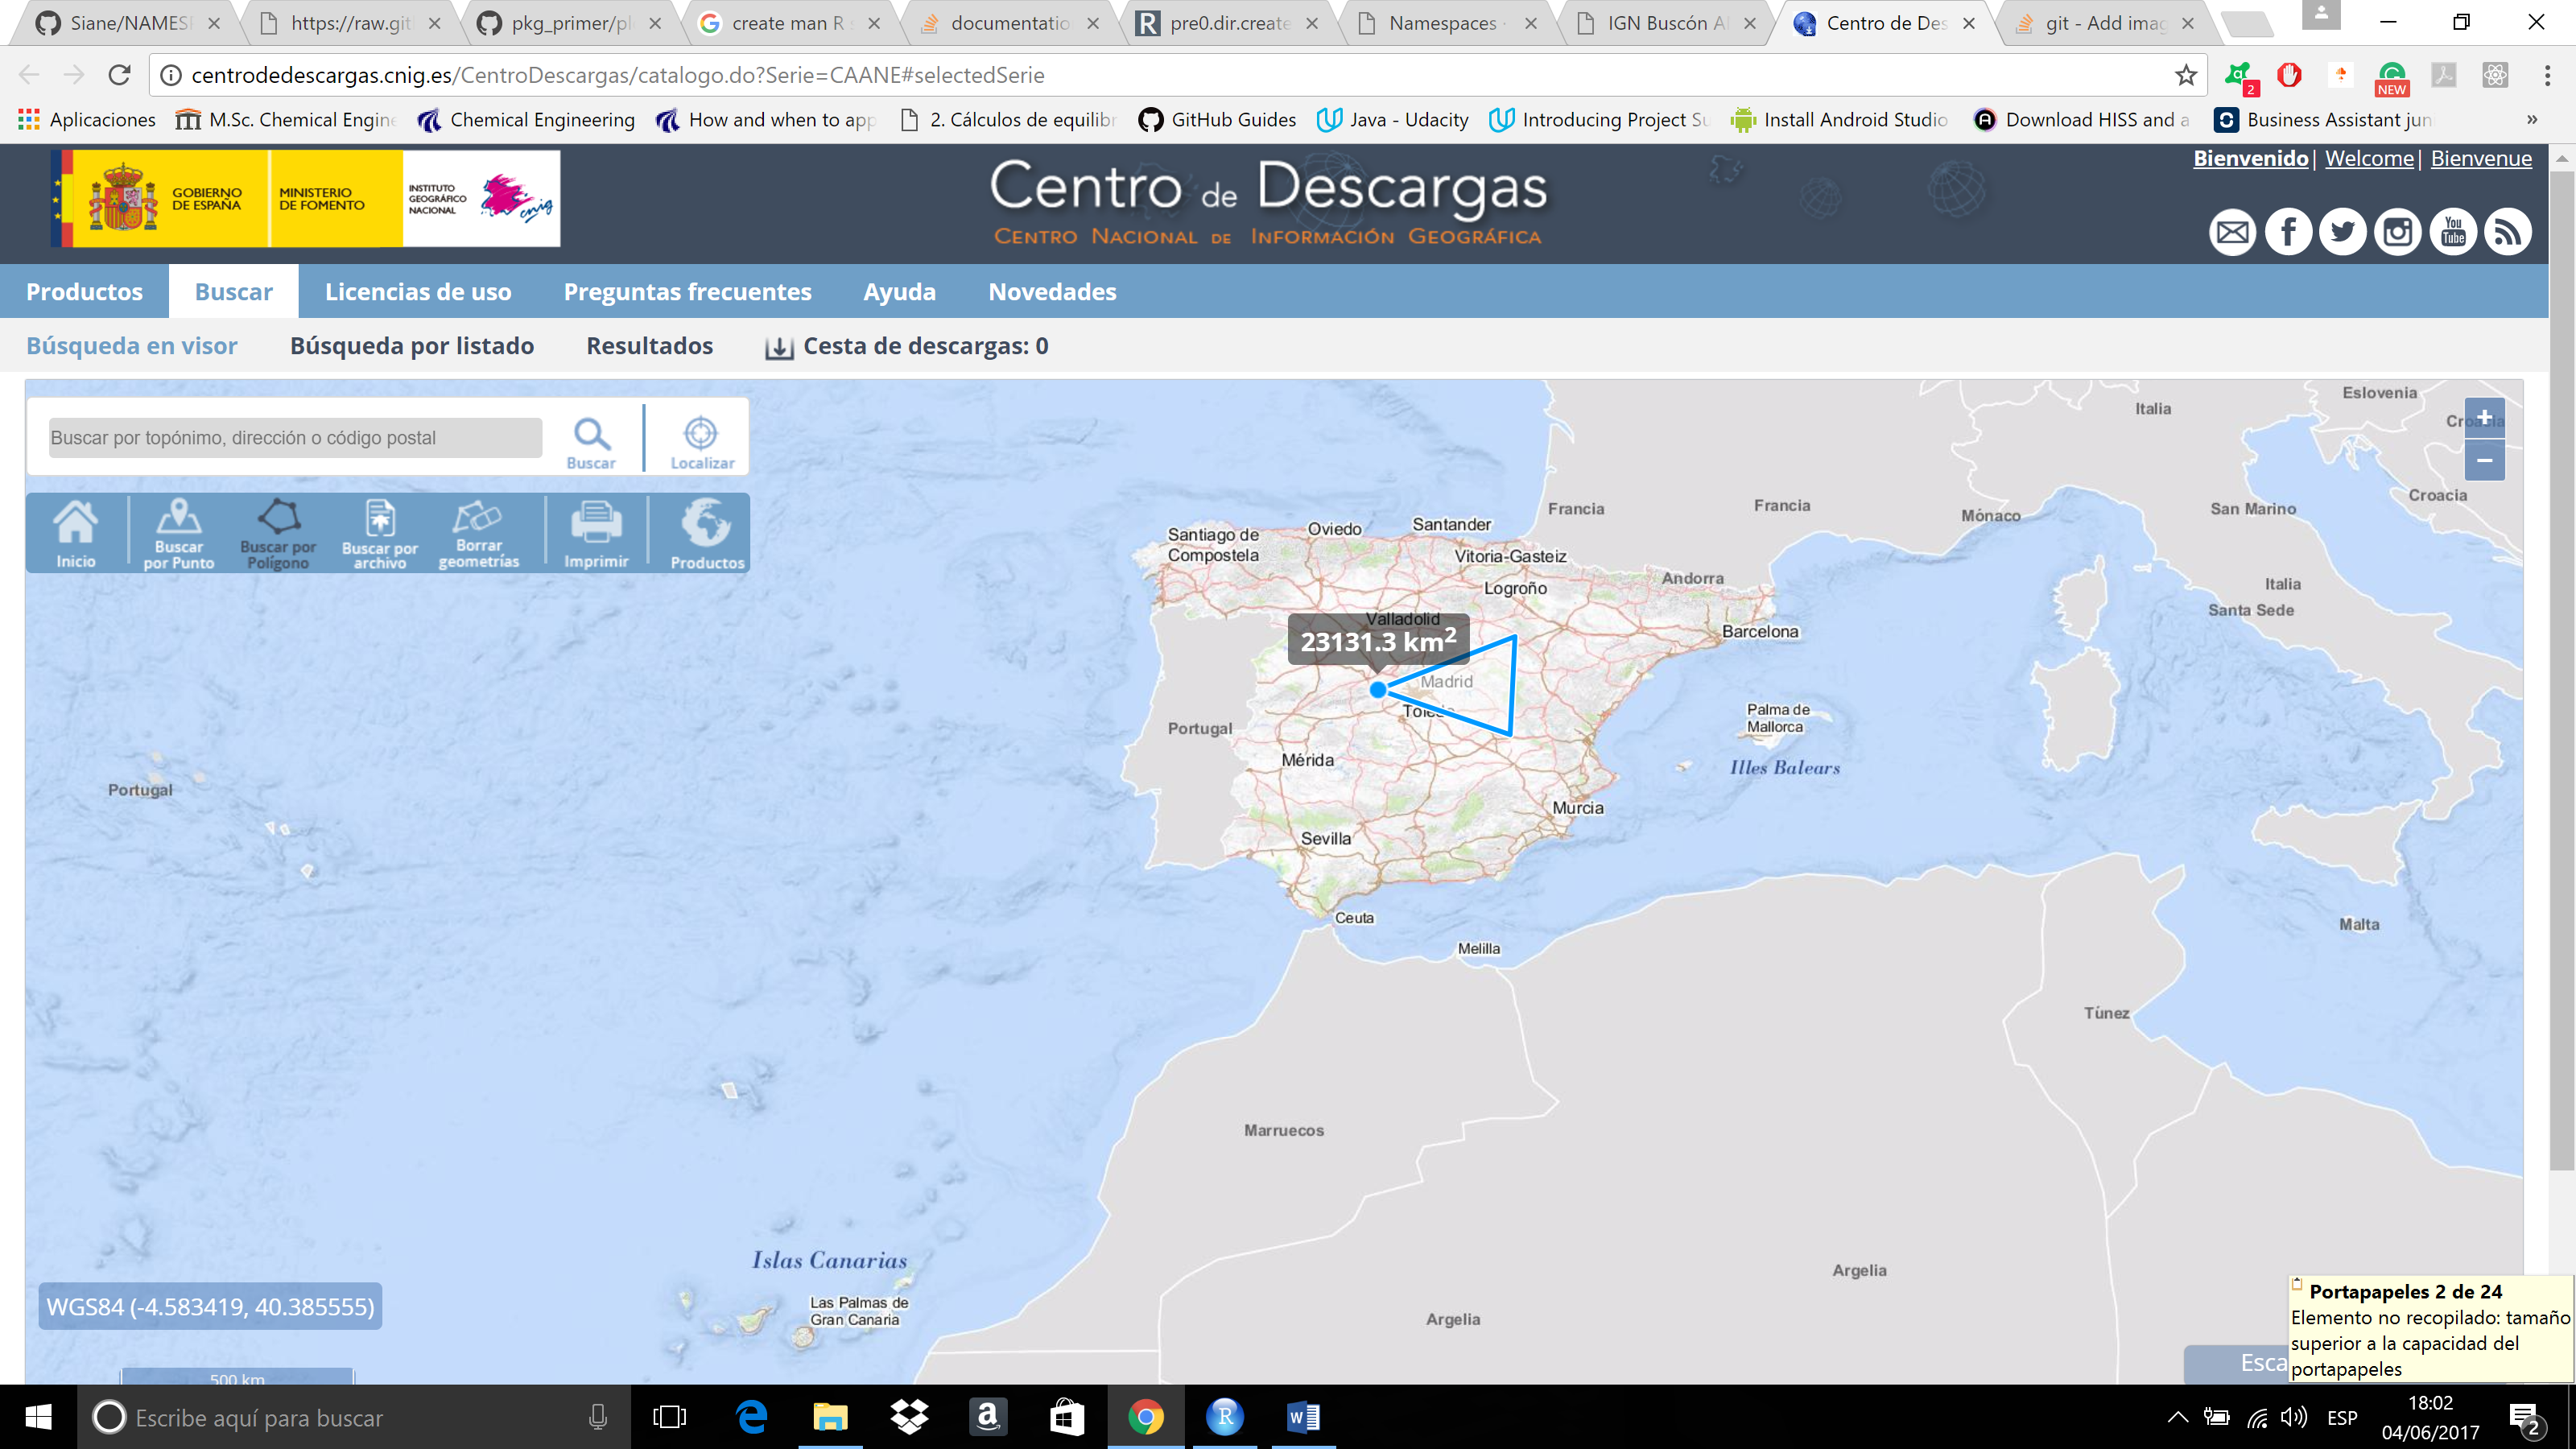 Siane/NAMES
https://raw.git
pkg_primer/pl
create man R
documentatio
pre0.dir.create
Namespaces ·
IGN Buscón A
Centro de Des
git - Add imag
centrodedescargas.cnig.es/CentroDescargas/catalogo.do?Serie=CAANE#selectedSerie
2
NEW
Aplicaciones
M.Sc. Chemical Engine
Chemical Engineering
How and when to app
2. Cálculos de equilib
GitHub Guides
Java - Udacity
Introducing Project Su
Install Android Studio
Download HISS and a
Business Assistant jun
»
GOBIERNO
DE ESPAÑA
MINISTERIO
DE FOMENTO
INSTITUTO
GEOGRÁFICO
NACIONAL
cnig
Centro de Descargas
CENTRO NACIONAL DE INFORMACIÓN GEOGRÁFICA
Bienvenido| Welcome| Bienvenue
You
Tube
Productos
Buscar
Licencias de uso
Preguntas frecuentes
Ayuda
Novedades
Búsqueda en visor
Búsqueda por listado
Resultados
Cesta de descargas: 0
Buscar por topónimo, dirección o código postal
Buscar
Localizar
Inicio
Buscar
por Punto
Buscar por
Polígono
Buscar por
archivo
Borrar
geometrías
Imprimir
Productos
+
−
Eslovenia
Italia
Croacia
Croacia
San Marino
Mónaco
Francia
Francia
Italia
Santa Sede
Santiago de
Compostela
Oviedo
Santander
Vitoria-Gasteiz
Logroño
Andorra
Valladolid
23131.3 km2
Barcelona
Madrid
Toledo
Portugal
Palma de
Mallorca
Illes Balears
Mérida
Portugal
Murcia
Sevilla
Ceuta
Melilla
Malta
Túnez
Marruecos
Argelia
Argelia
Islas Canarias
Las Palmas de
Gran Canaria
WGS84 (-4.583419, 40.385555)
500 km
Esca
Portapapeles 2 de 24
Elemento no recopilado: tamaño
superior a la capacidad del
portapapeles
Escribe aquí para buscar
ESP
18:02
04/06/2017
2